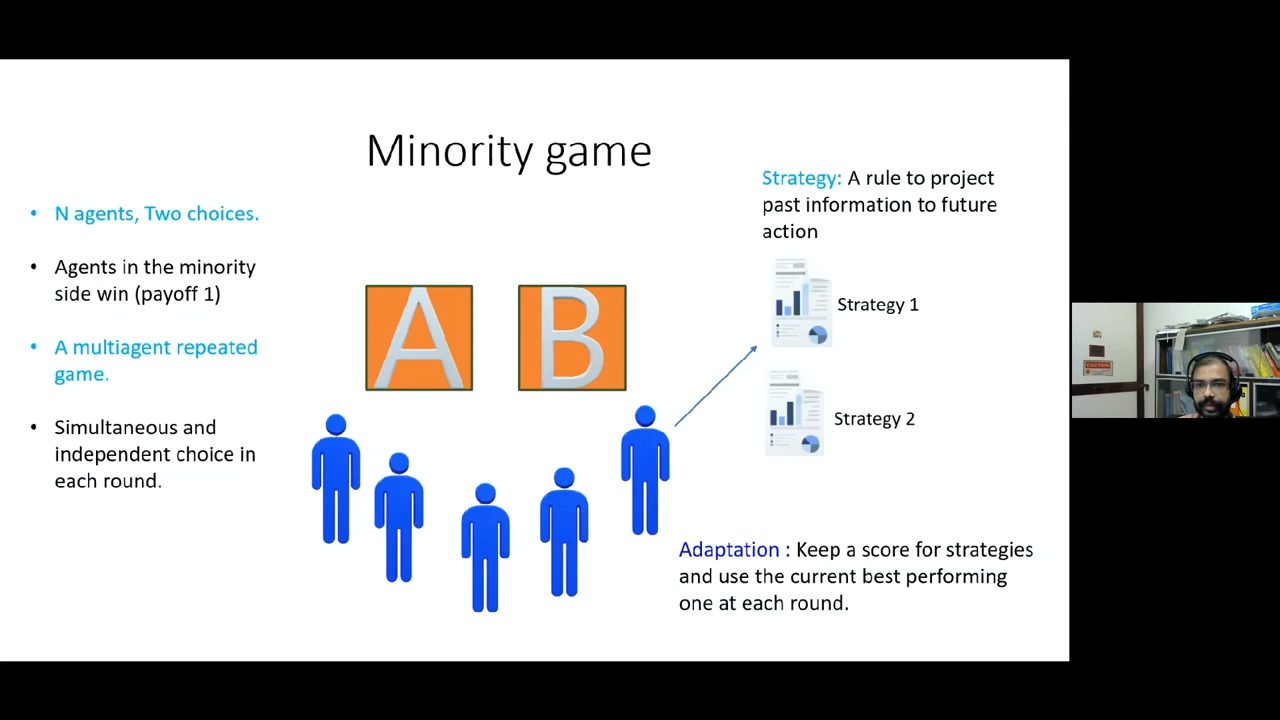 Minority game
• N agents, Two choices.
• Agents in the minority
side win (payoff 1)
• A multiagent repeated
game.
• Simultaneous and
independent choice in
each round.
A B
Strategy: A rule to project
past information to future
action
Strategy 1
Strategy 2
Adaptation : Keep a score for strategies
and use the current best performing
one at each round.
CAUTION